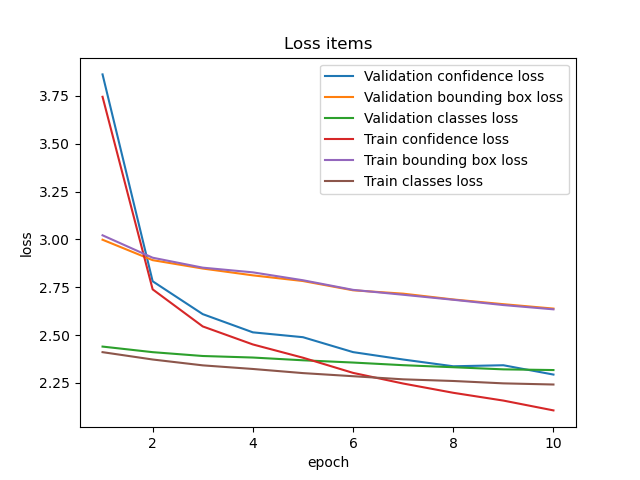 Loss items
Validation confidence loss
Validation bounding box loss
Validation classes loss
Train confidence loss
Train bounding box loss
Train classes loss
3.75
3.50
3.25
3.00
2.75
2.50
2.25
loss
2 4 6 8 10
epoch